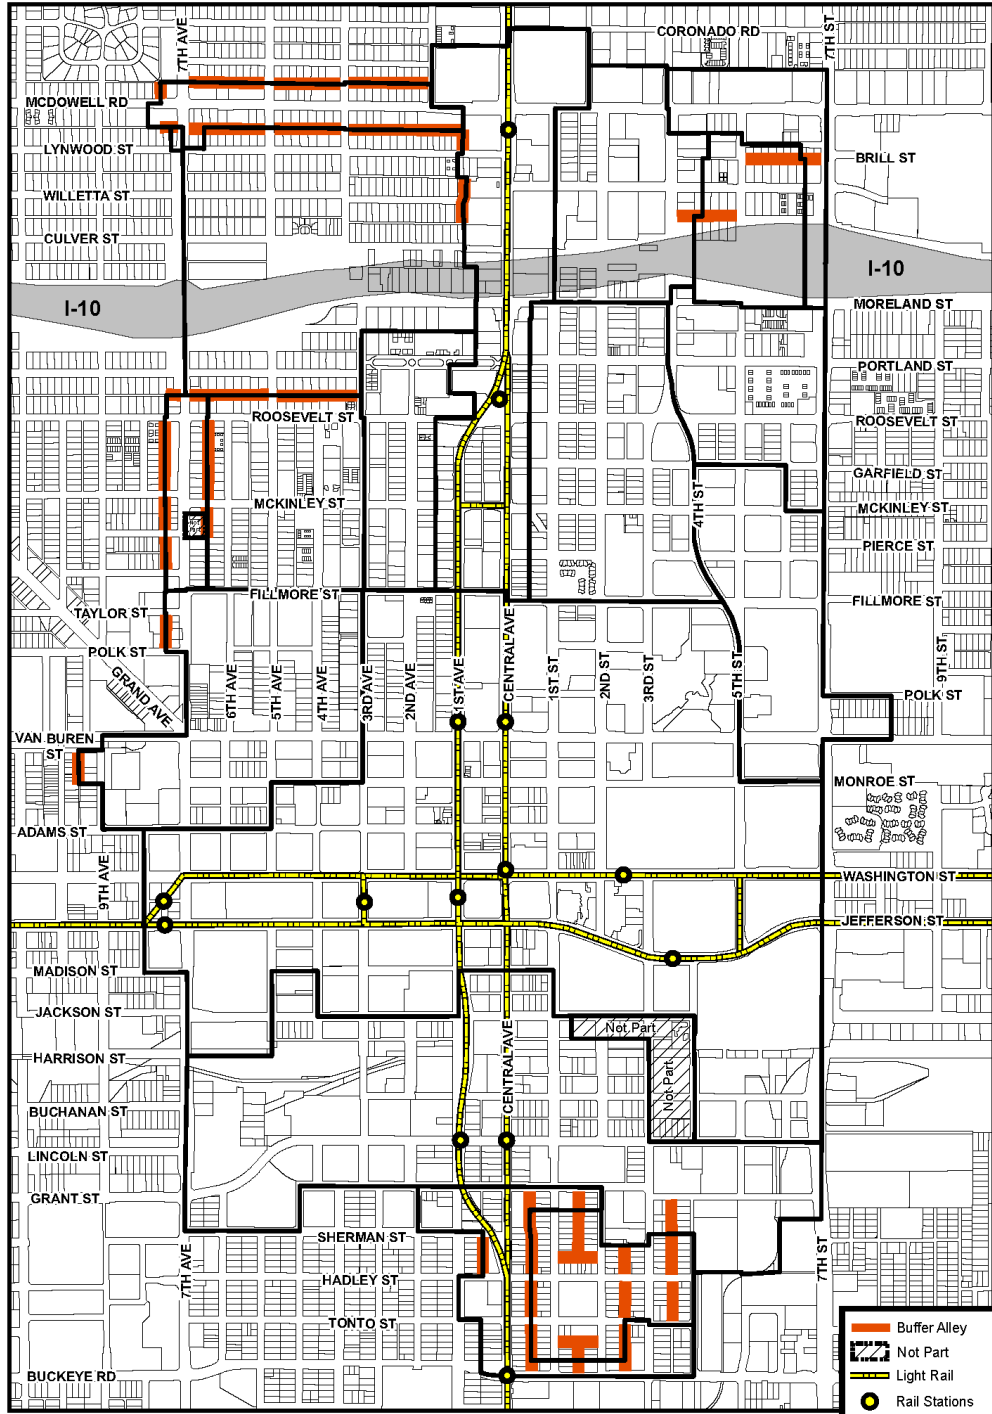 7TH AVE
CORONADO RD
7TH ST
MCDOWELL RD
LYNWOOD ST
BRILL ST
WILLETTA ST
CULVER ST
I-10
I-10
MORELAND ST
PORTLAND ST
ROOSEVELT ST
ROOSEVELT ST
GARFIELD ST
MCKINLEY ST
MCKINLEY ST
4TH ST
PIERCE ST
FILLMORE ST
FILLMORE ST
TAYLOR ST
POLK ST
GRAND AVE
6TH AVE
5TH AVE
4TH AVE
3RD AVE
2ND AVE
1ST AVE
CENTRAL AVE
1ST ST
2ND ST
3RD ST
5TH ST
9TH ST
POLK ST
VAN BUREN
ST
MONROE ST
ADAMS ST
9TH AVE
WASHINGTON ST
JEFFERSON ST
MADISON ST
JACKSON ST
Not Part
HARRISON ST
CENTRAL AVE
Not Part
BUCHANAN ST
LINCOLN ST
GRANT ST
SHERMAN ST
7TH AVE
HADLEY ST
7TH ST
TONTO ST
BUCKEYE RD
Buffer Alley
Not Part
Light Rail
Rail Stations